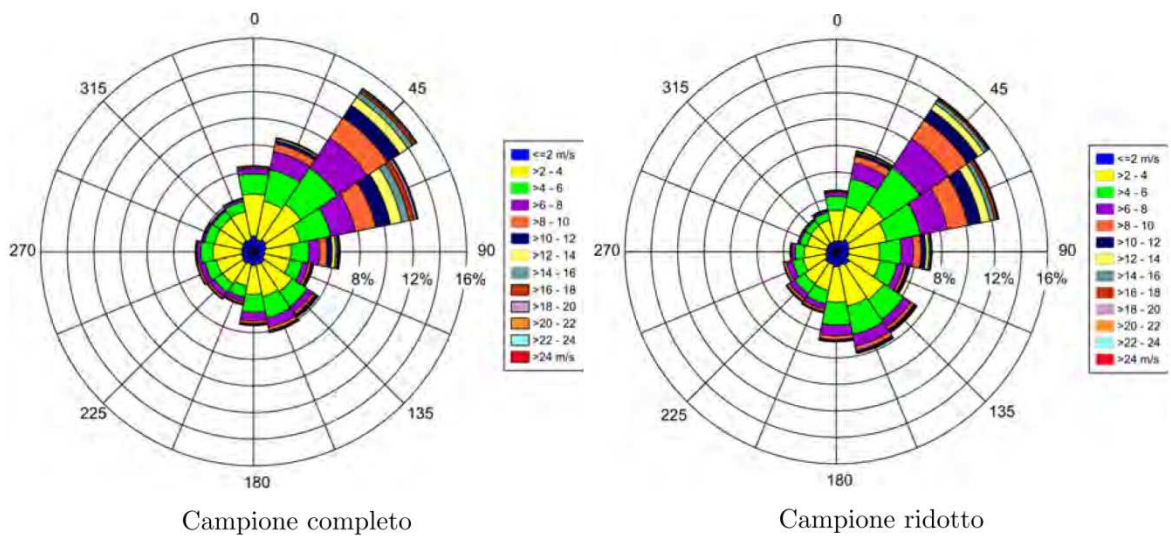 0
45
90
135
180
225
270
315
8%
12%
16%
<=2 m/s
>2 - 4
>4 - 6
>6 - 8
>8 - 10
>10 - 12
>12 - 14
>14 - 16
>16 - 18
>18 - 20
>20 - 22
>22 - 24
>24 m/s
Campione completo
0
45
90
135
180
225
270
315
8%
12%
16%
<=2 m/s
>2 - 4
>4 - 6
>6 - 8
>8 - 10
>10 - 12
>12 - 14
>14 - 16
>16 - 18
>18 - 20
>20 - 22
>22 - 24
>24 m/s
Campione ridotto